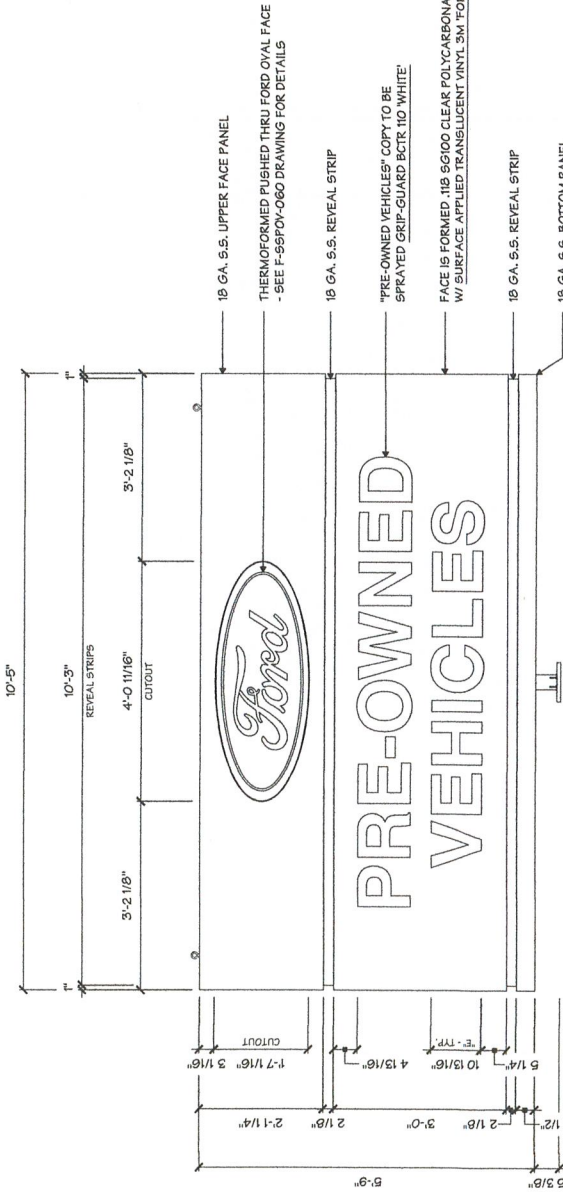 10'-5"
1" 10'-3" 1"
REVEAL STRIPS
3'-2 1/8" 4'-0 11/16" 3'-2 1/8"
CUTOUT
18 GA. S.S. UPPER FACE PANEL
THERMOFORMED PUSHED THRU FORD OVAL FACE
- SEE F-SSPOV-060 DRAWING FOR DETAILS
18 GA. S.S. REVEAL STRIP
"PRE-OWNED VEHICLES" COPY TO BE
SPRAYED GRIP-GUARD BCTR 110 'WHITE'
FACE IS FORMED .118 SG100 CLEAR POLYCARBONA
W/ SURFACE APPLIED TRANSLUCENT VINYL 3M 'FO
18 GA. S.S. REVEAL STRIP
18 GA. S.S. BOTTOM PANEL
Ford
PRE-OWNED
VEHICLES
3 1/16"
1'-7 1/16"
CUTOUT
4 13/16"
10 13/16"
"E" - TYP.
5 1/4"
2'-1 1/4"
2 1/8"
3'-0"
2 1/8"
1/2"
5'-9"
5 3/8"